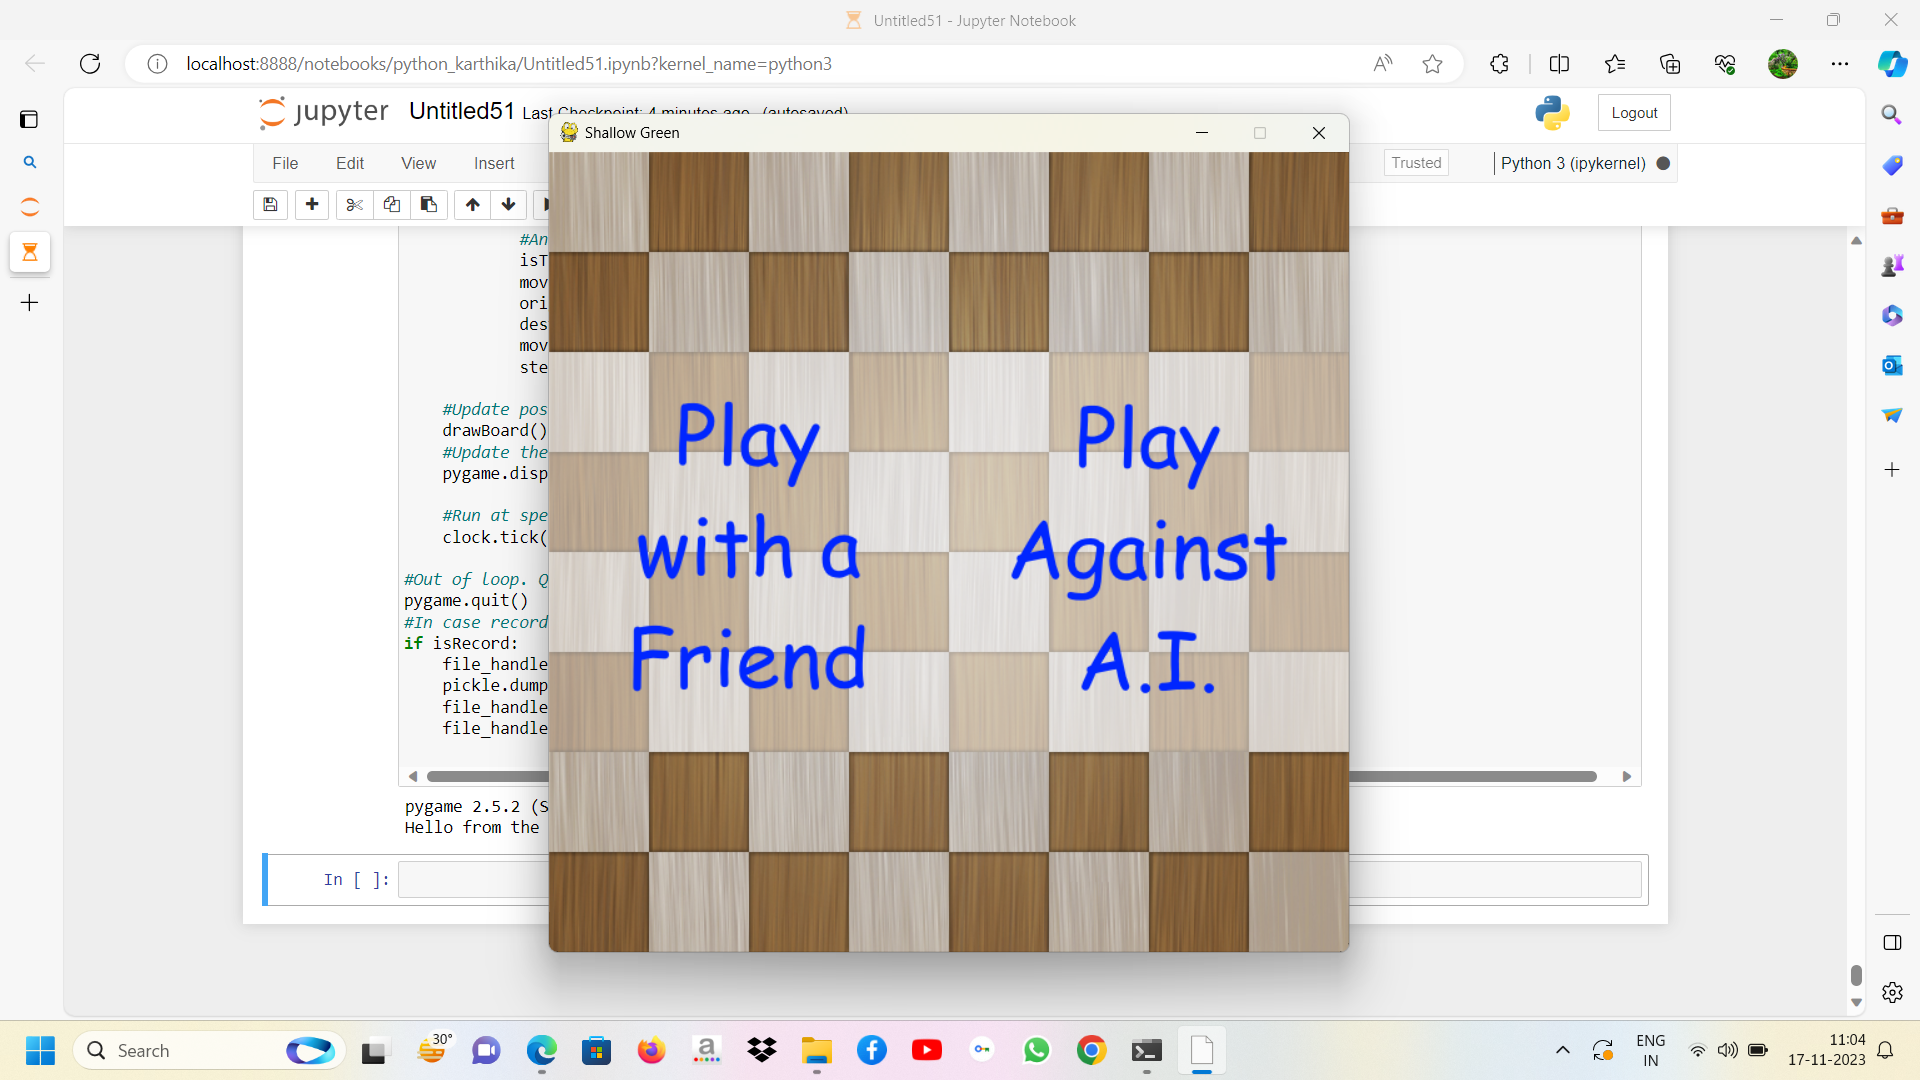 Untitled51 - Jupyter Notebook
localhost:8888/notebooks/python_karthika/Untitled51.ipynb?kernel_name=python3
jupyter Untitled51 Last Checkpoint: 4 minutes ago (autosaved)
Logout
Shallow Green
File Edit View Insert
Trusted
Python 3 (ipykernel)
#An
isT
mov
ori
des
mov
ste
#Update pos
drawBoard()
#Update the
pygame.disp
#Run at spe
clock.tick(
#Out of loop. Q
pygame.quit()
#In case record
if isRecord:
file_handle
pickle.dump
file_handle
file_handle
Play
with a
Friend
Play
Against
A.I.
pygame 2.5.2 (S
Hello from the
In [ ]:
Search
30°
ENG
IN
11:04
17-11-2023